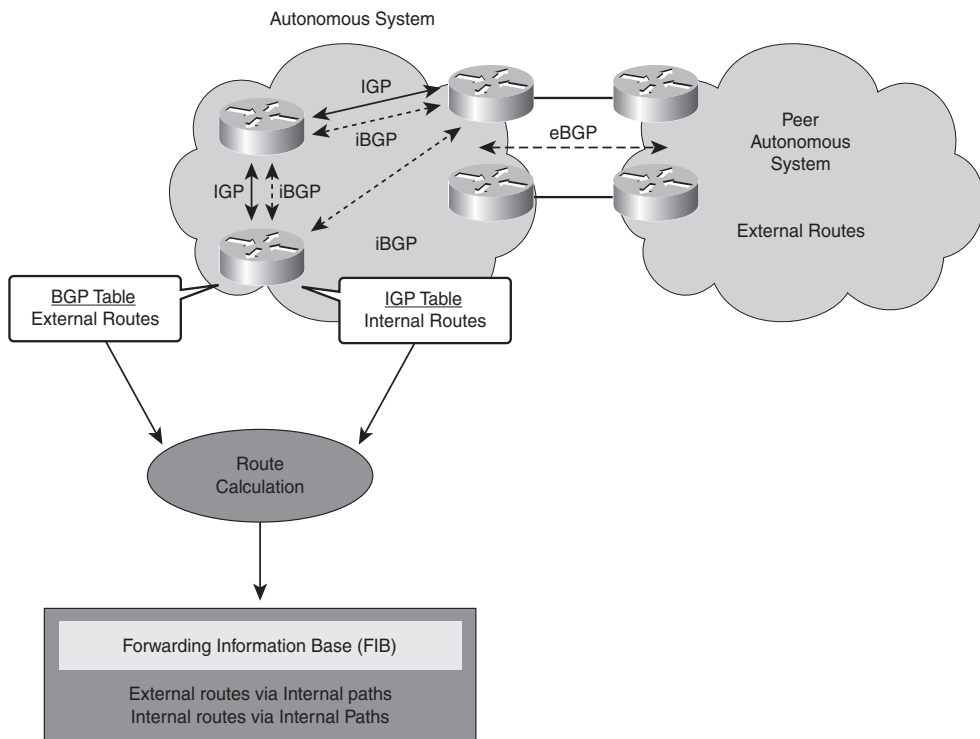 Autonomous System
IGP
iBGP
eBGP
Peer
Autonomous
System
IGP
iBGP
External Routes
iBGP
BGP Table
External Routes
IGP Table
Internal Routes
Route
Calculation
Forwarding Information Base (FIB)
External routes via Internal paths
Internal routes via Internal Paths